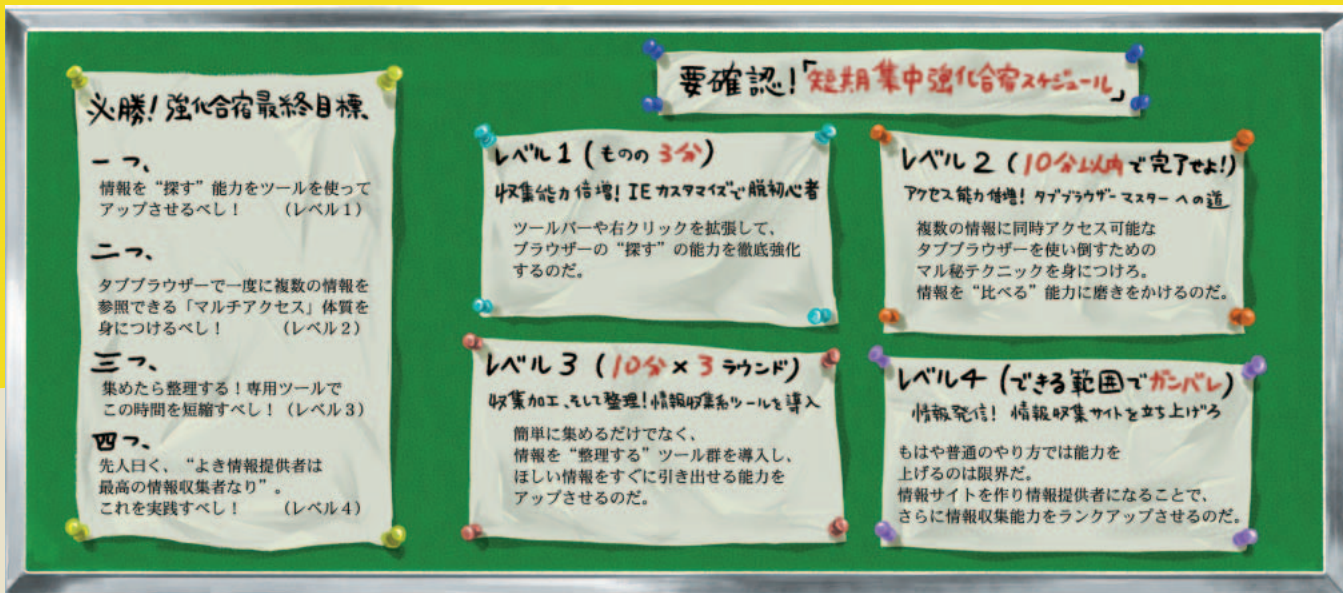 必勝！強化合宿最終目標
一つ、
情報を“探す”能力をツールを使って
アップさせるべし！　（レベル１）
二つ、
タブブラウザーで一度に複数の情報を
参照できる「マルチアクセス」体質を
身につけるべし！　（レベル２）
三つ、
集めたら整理する！専用ツールで
この時間を短縮すべし！（レベル３）
四つ、
先人曰く、“よき情報提供者は
最高の情報収集者なり”。
これを実践すべし！　（レベル４）
要確認！「短期集中強化合宿スケジュール」
レベル1（ものの3分）
収集能力倍増！IEカスタマイズで脱初心者
ツールバーや右クリックを拡張して、
ブラウザーの“探す”の能力を徹底強化
するのだ。
レベル2（10分以内で完了せよ！）
アクセス能力倍増！タブブラウザーマスターへの道
複数の情報に同時アクセス可能な
タブブラウザーを使い倒すための
マル秘テクニックを身につけろ。
情報を“比べる”能力に磨きをかけるのだ。
レベル3（10分×3ラウンド）
収集加工、そして整理！情報収集系ツールを導入
簡単に集めるだけでなく、
情報を“整理する”ツール群を導入し、
ほしい情報をすぐに引き出せる能力を
アップさせるのだ。
レベル4（できる範囲でガンバレ）
情報発信！情報収集サイトを立ち上げろ
もはや普通のやり方では能力を
上げるのは限界だ。
情報サイトを作り情報提供者になることで、
さらに情報収集能力をランクアップさせるのだ。